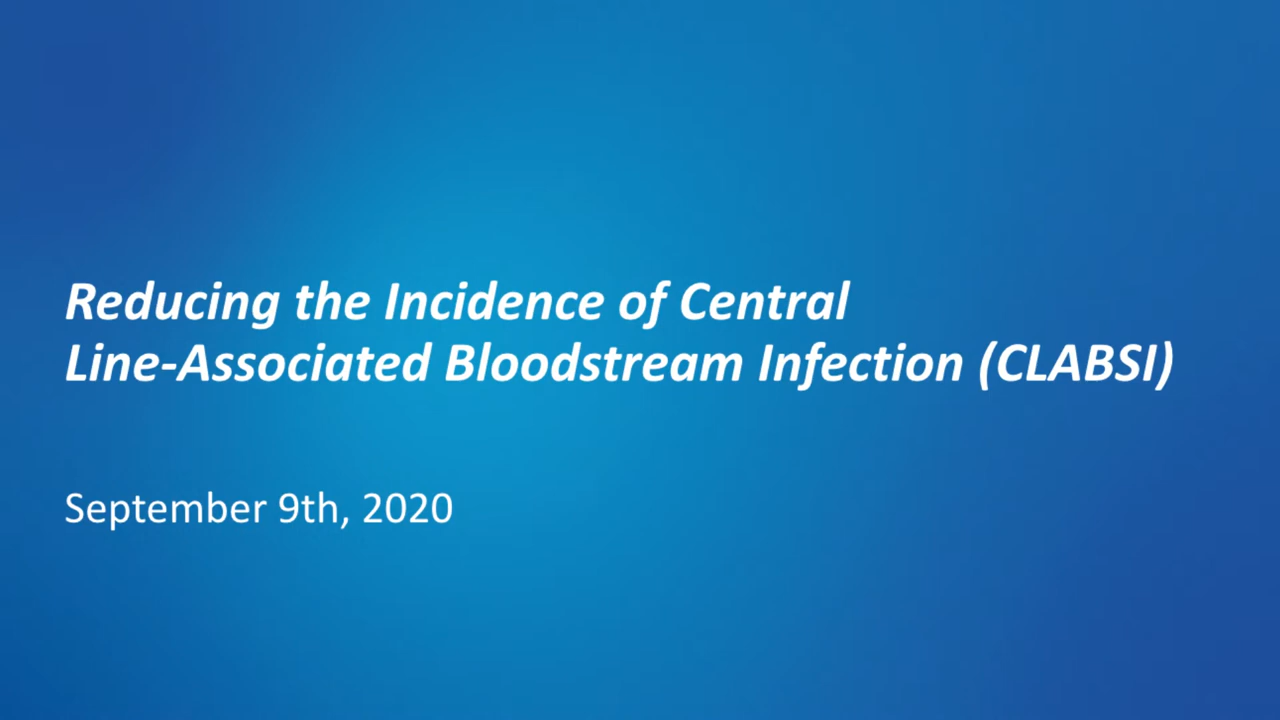 Reducing the Incidence of Central
Line-Associated Bloodstream Infection (CLABSI)
September 9th, 2020